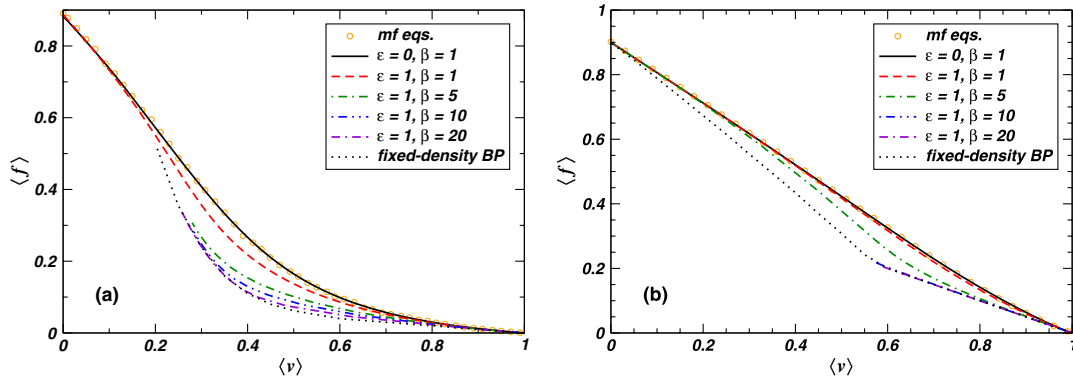 (a)
0.8
0.6
0.4
0.2
0
⟨f⟩
mf eqs.
ε = 0, β = 1
ε = 1, β = 1
ε = 1, β = 5
ε = 1, β = 10
ε = 1, β = 20
fixed-density BP
0 0.2 0.4 0.6 0.8 1
⟨v⟩
(b)
1
0.8
0.6
0.4
0.2
0
⟨f⟩
mf eqs.
ε = 0, β = 1
ε = 1, β = 1
ε = 1, β = 5
ε = 1, β = 10
ε = 1, β = 20
fixed-density BP
0 0.2 0.4 0.6 0.8 1
⟨v⟩